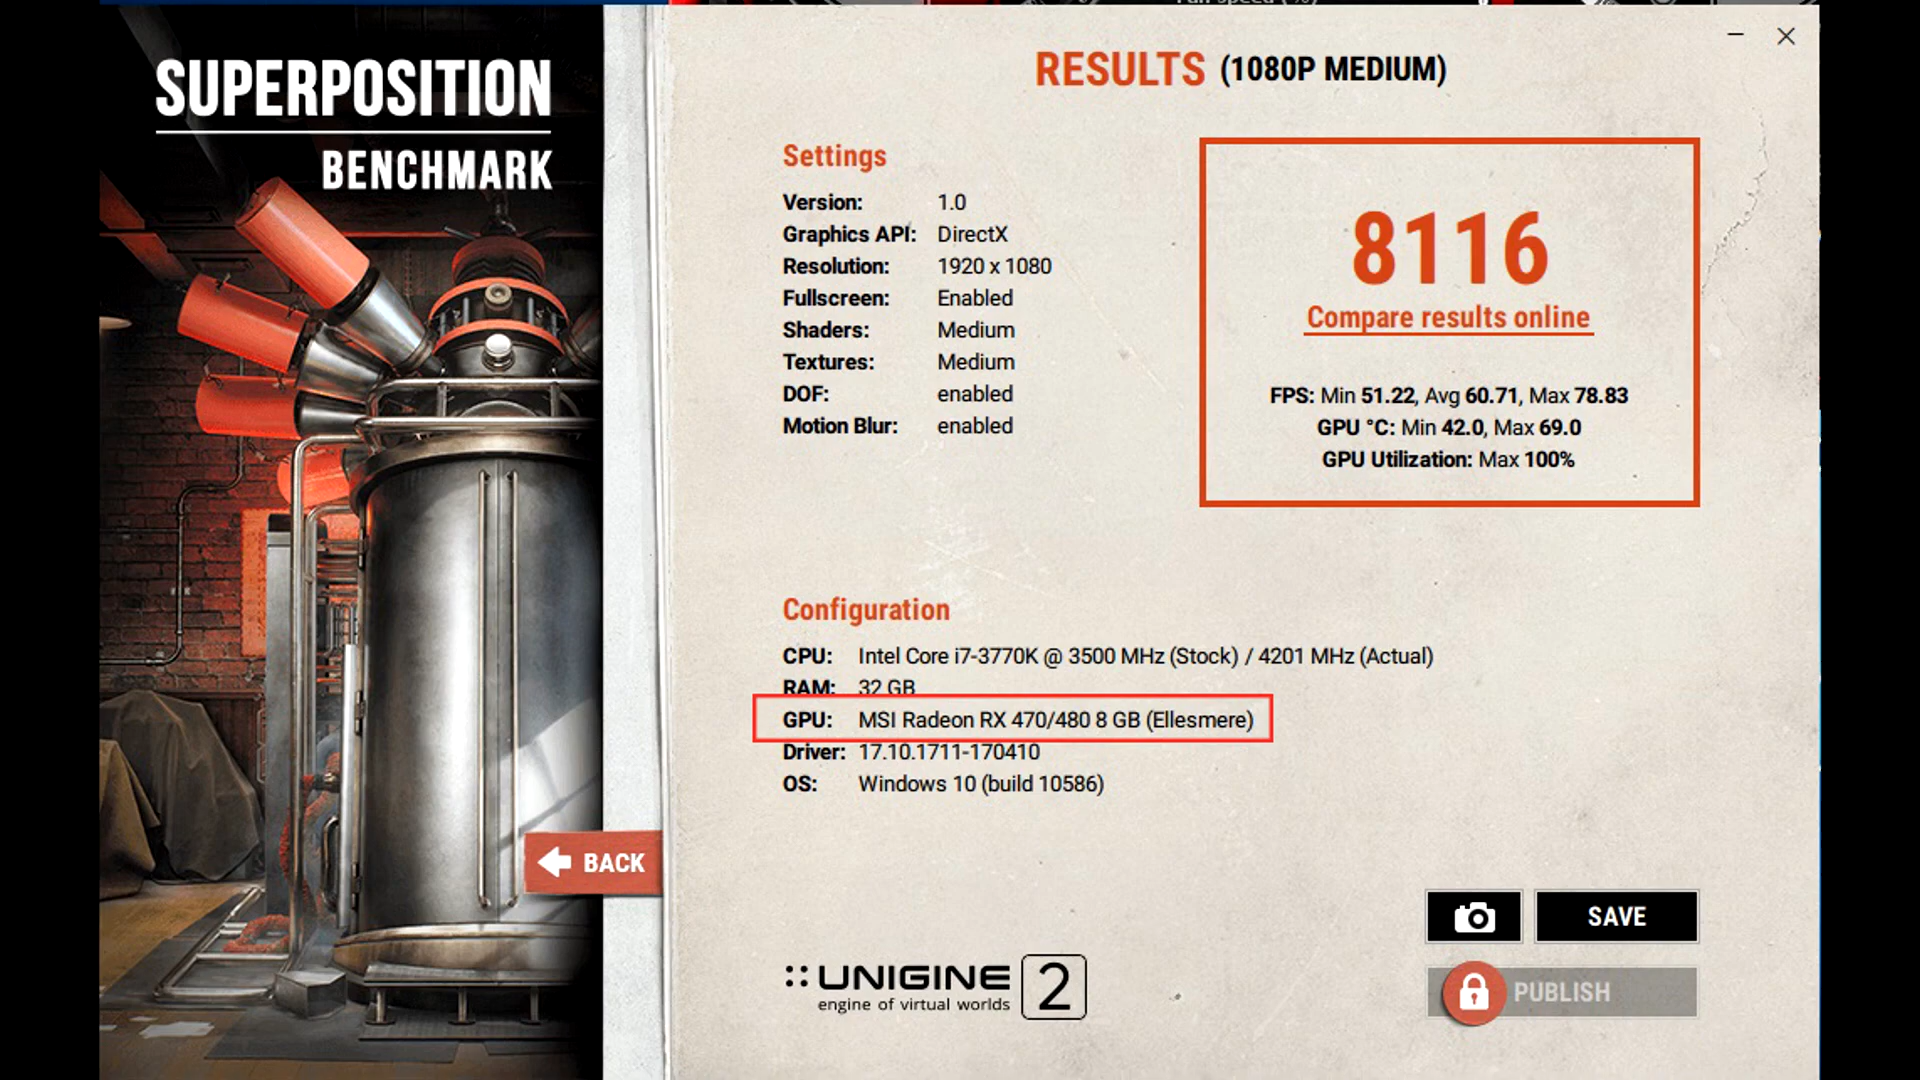 Fan speed (%)
SUPERPOSITION
BENCHMARK
RESULTS (1080P MEDIUM)
Settings
Version: 1.0
Graphics API: DirectX
Resolution: 1920 x 1080
Fullscreen: Enabled
Shaders: Medium
Textures: Medium
DOF: enabled
Motion Blur: enabled
8116
Compare results online
FPS: Min 51.22, Avg 60.71, Max 78.83
GPU °C: Min 42.0, Max 69.0
GPU Utilization: Max 100%
Configuration
CPU: Intel Core i7-3770K @ 3500 MHz (Stock) / 4201 MHz (Actual)
RAM: 32 GB
GPU: MSI Radeon RX 470/480 8 GB (Ellesmere)
Driver: 17.10.1711-170410
OS: Windows 10 (build 10586)
BACK
SAVE
PUBLISH
UNIGINE 2
engine of virtual worlds